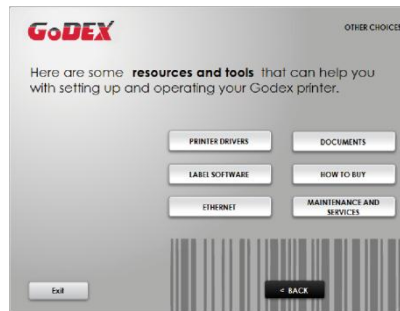 GoDEX
OTHER CHOICES
Here are some resources and tools that can help you
with setting up and operating your Godex printer.
PRINTER DRIVERS
DOCUMENTS
LABEL SOFTWARE
HOW TO BUY
ETHERNET
MAINTENANCE AND
SERVICES
Exit
< BACK